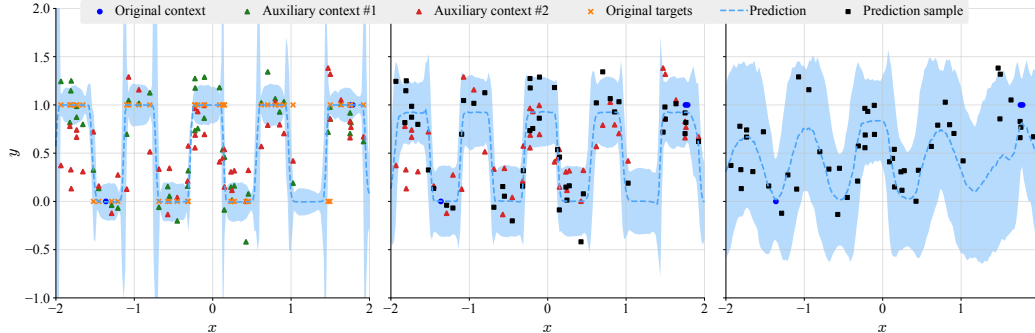 Original context Auxiliary context #1 Auxiliary context #2 Original targets Prediction Prediction sample
2.0
1.5
1.0
0.5
0.0
−0.5
−1.0
y
−2 −1 0 1 2 −2 −1 0 1 2 −2 −1 0 1
x x x